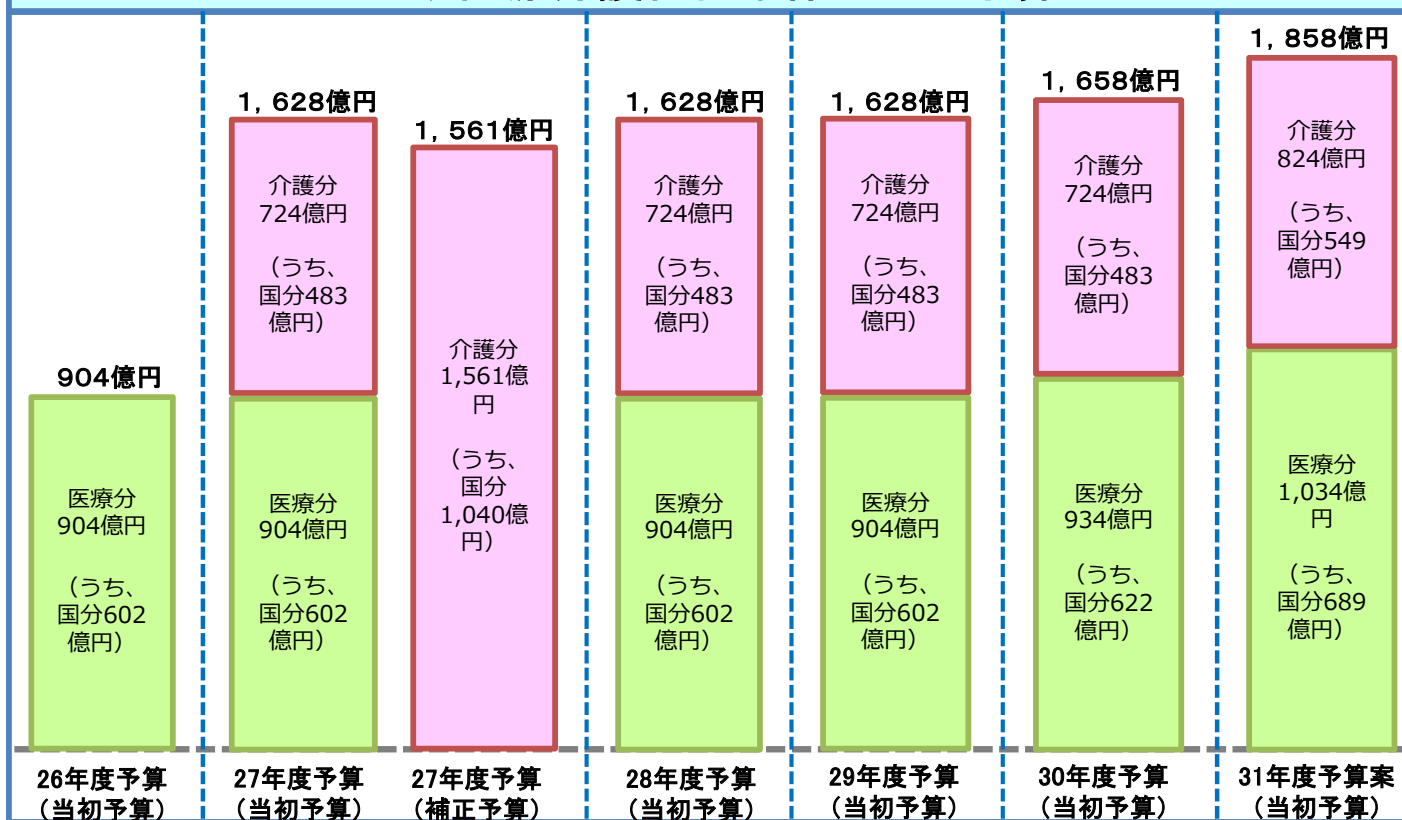 904億円
医療分
904億円
（うち、
国分602
億円）
26年度予算
（当初予算）
1，628億円
介護分
724億円
（うち、
国分483
億円）
医療分
904億円
（うち、
国分602
億円）
27年度予算
（当初予算）
1，561億円
介護分
1,561億
円
（うち、
国分
1,040億
円）
27年度予算
（補正予算）
1，628億円
介護分
724億円
（うち、
国分483
億円）
医療分
904億円
（うち、
国分602
億円）
28年度予算
（当初予算）
1，628億円
介護分
724億円
（うち、
国分483
億円）
医療分
904億円
（うち、
国分602
億円）
29年度予算
（当初予算）
1，658億円
介護分
724億円
（うち、
国分483
億円）
医療分
934億円
（うち、
国分622
億円）
30年度予算
（当初予算）
1，858億円
介護分
824億円
（うち、
国分549
億円）
医療分
1,034億
円
（うち、
国分689
億円）
31年度予算案
（当初予算）